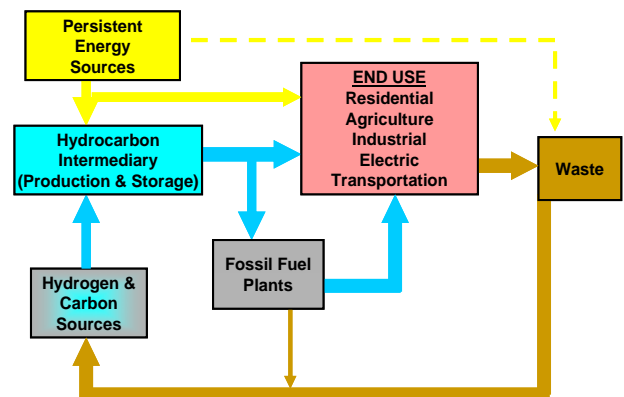 Persistent
Energy
Sources
END USE
Residential
Agriculture
Industrial
Electric
Transportation
Hydrocarbon
Intermediary
(Production & Storage)
Waste
Fossil Fuel
Plants
Hydrogen &
Carbon
Sources